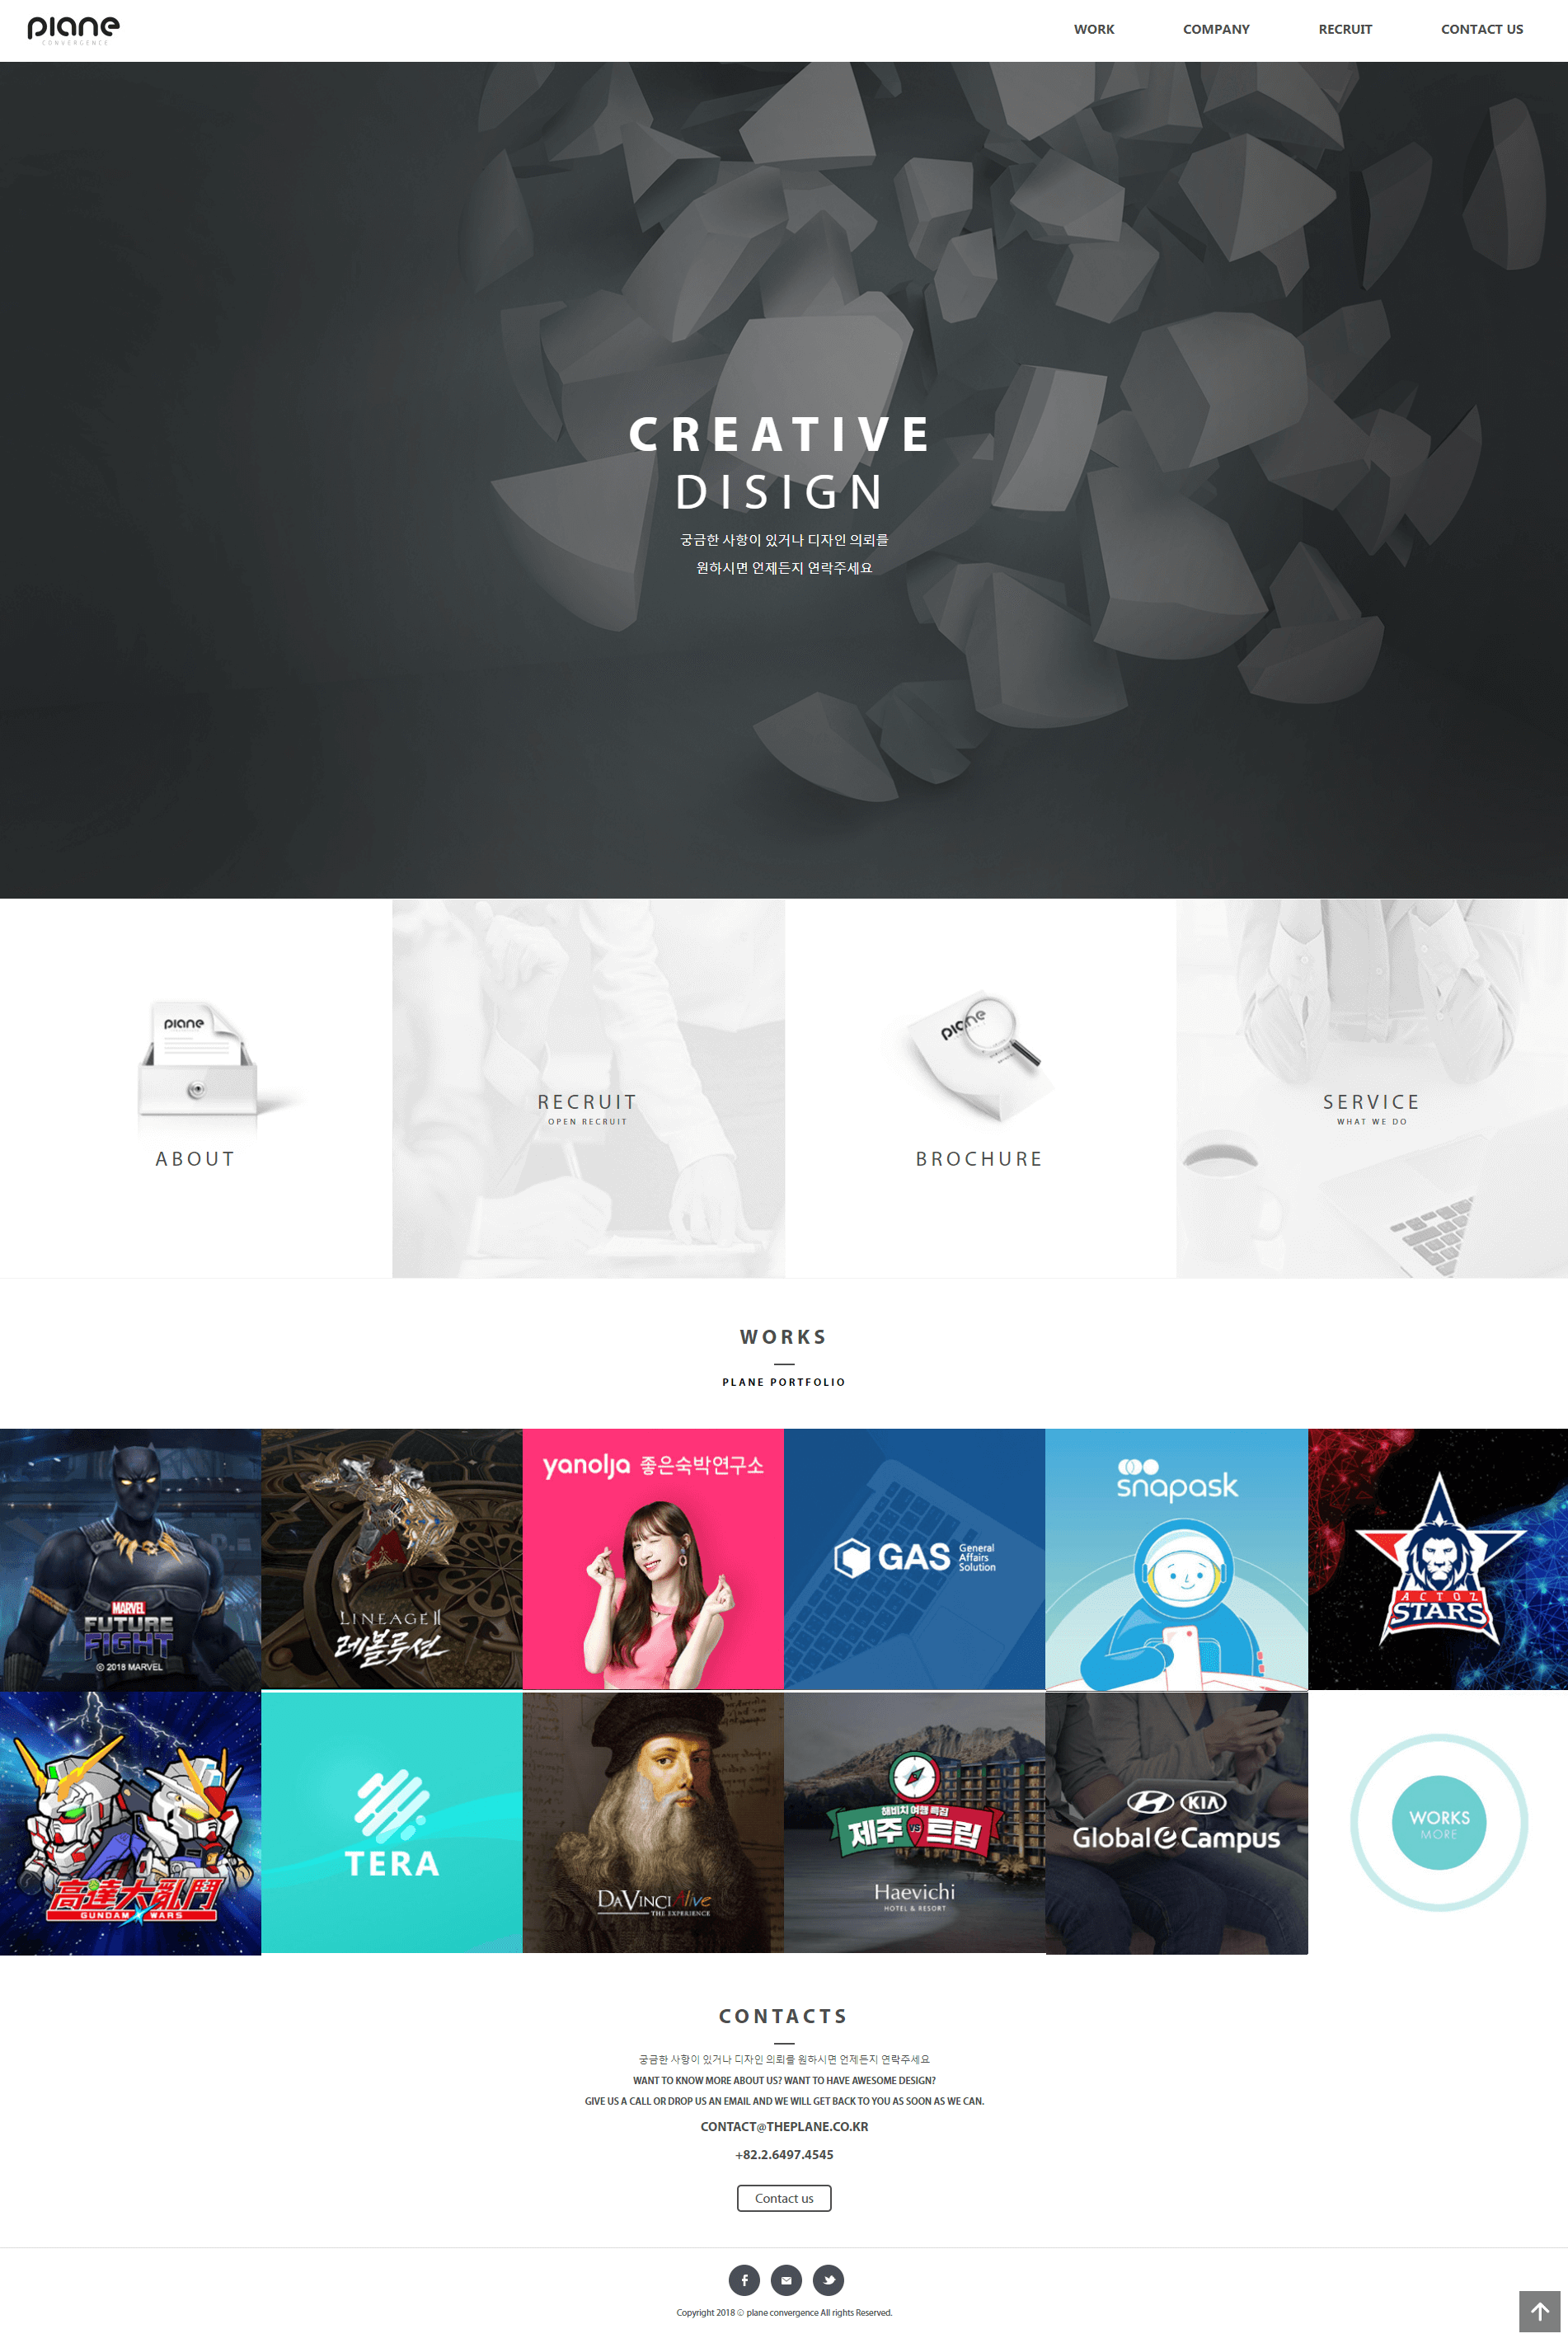 plane
CONVERGENCE
WORK
COMPANY
RECRUIT
CONTACT US
CREATIVE
DISIGN
궁금한 사항이 있거나 디자인 의뢰를
원하시면 언제든지 연락주세요
plane
ABOUT
RECRUIT
OPEN RECRUIT
plane
BROCHURE
SERVICE
WHAT WE DO
WORKS
PLANE PORTFOLIO
MARVEL
FUTURE
FIGHT
© 2018 MARVEL
LINEAGE II
레볼루션
yanolja 좋은숙박연구소
GAS General
Affairs
Solution
snapask
ACTOZ
STARS
高達大亂鬥
GUNDAM WARS
TERA
DAVINCI Alive
THE EXPERIENCE
해비치 여행 특집
제주 VS 트립
Haevichi
HOTEL & RESORT
KIA
Global e Campus
WORKS
MORE
CONTACTS
궁금한 사항이 있거나 디자인 의뢰를 원하시면 언제든지 연락주세요
WANT TO KNOW MORE ABOUT US? WANT TO HAVE AWESOME DESIGN?
GIVE US A CALL OR DROP US AN EMAIL AND WE WILL GET BACK TO YOU AS SOON AS WE CAN.
CONTACT@THEPLANE.CO.KR
+82.2.6497.4545
Contact us
Copyright 2018 © plane convergence All rights Reserved.